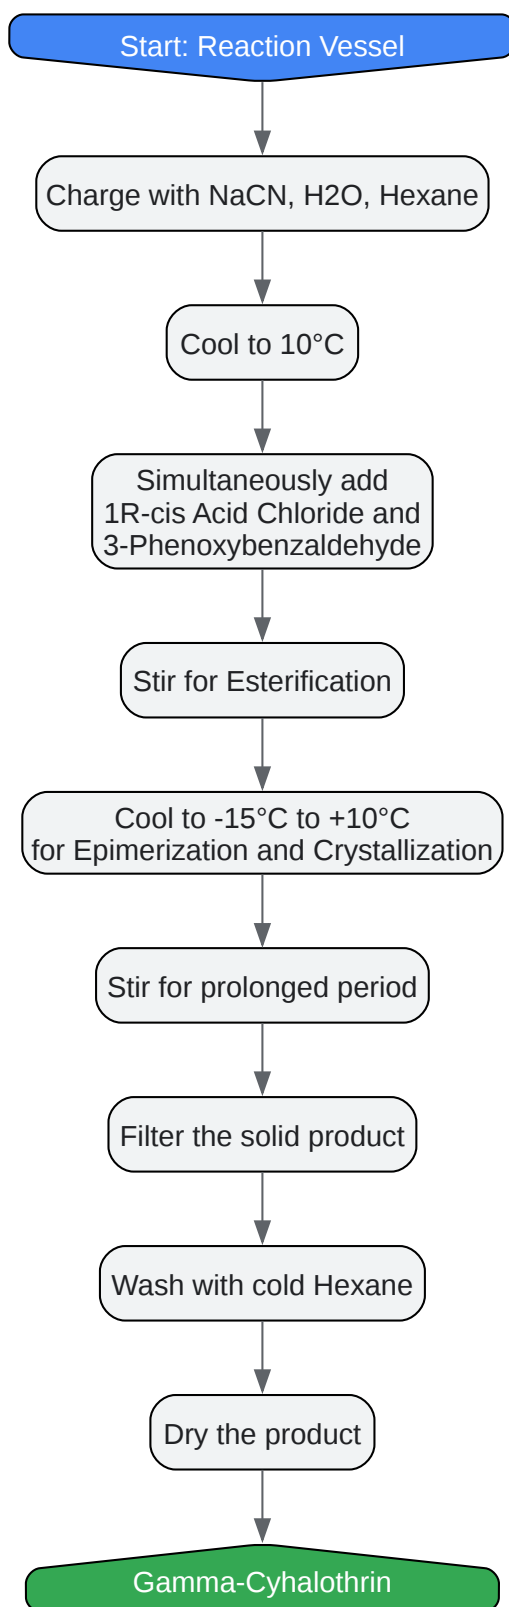 Start: Reaction Vessel
Charge with NaCN, H2O, Hexane
Cool to 10°C
Simultaneously add
1R-cis Acid Chloride and
3-Phenoxybenzaldehyde
Stir for Esterification
Cool to -15°C to +10°C
for Epimerization and Crystallization
Stir for prolonged period
Filter the solid product
Wash with cold Hexane
Dry the product
Gamma-Cyhalothrin